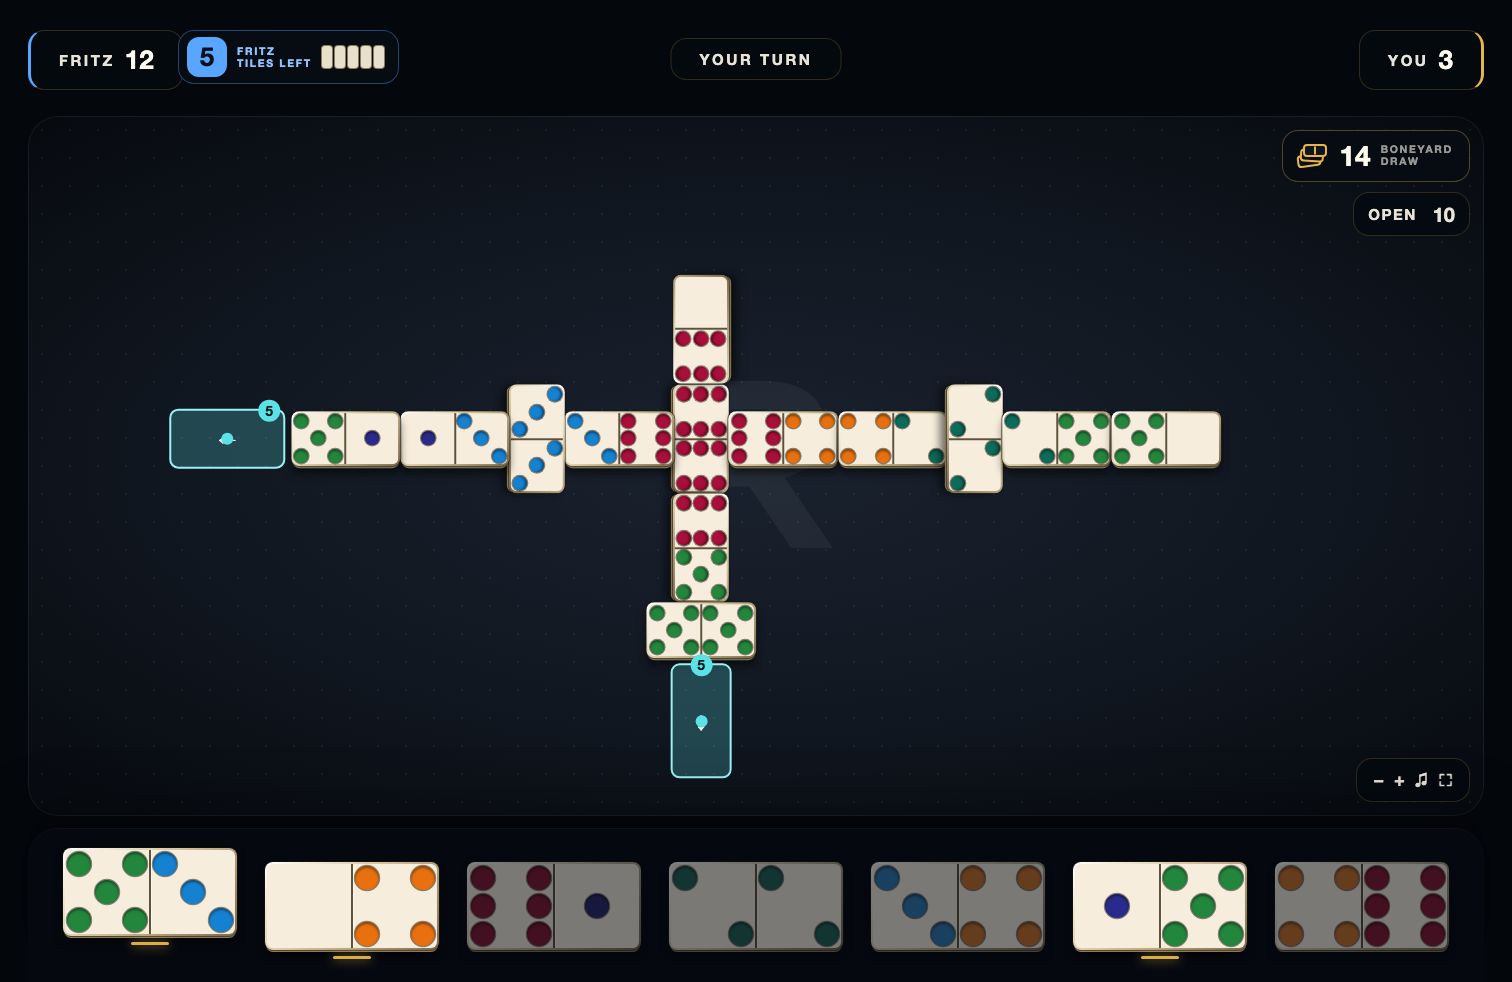 FRITZ 12
5 FRITZ
TILES LEFT
YOUR TURN
YOU 3
14 BONEYARD
DRAW
OPEN 10
R
5
5